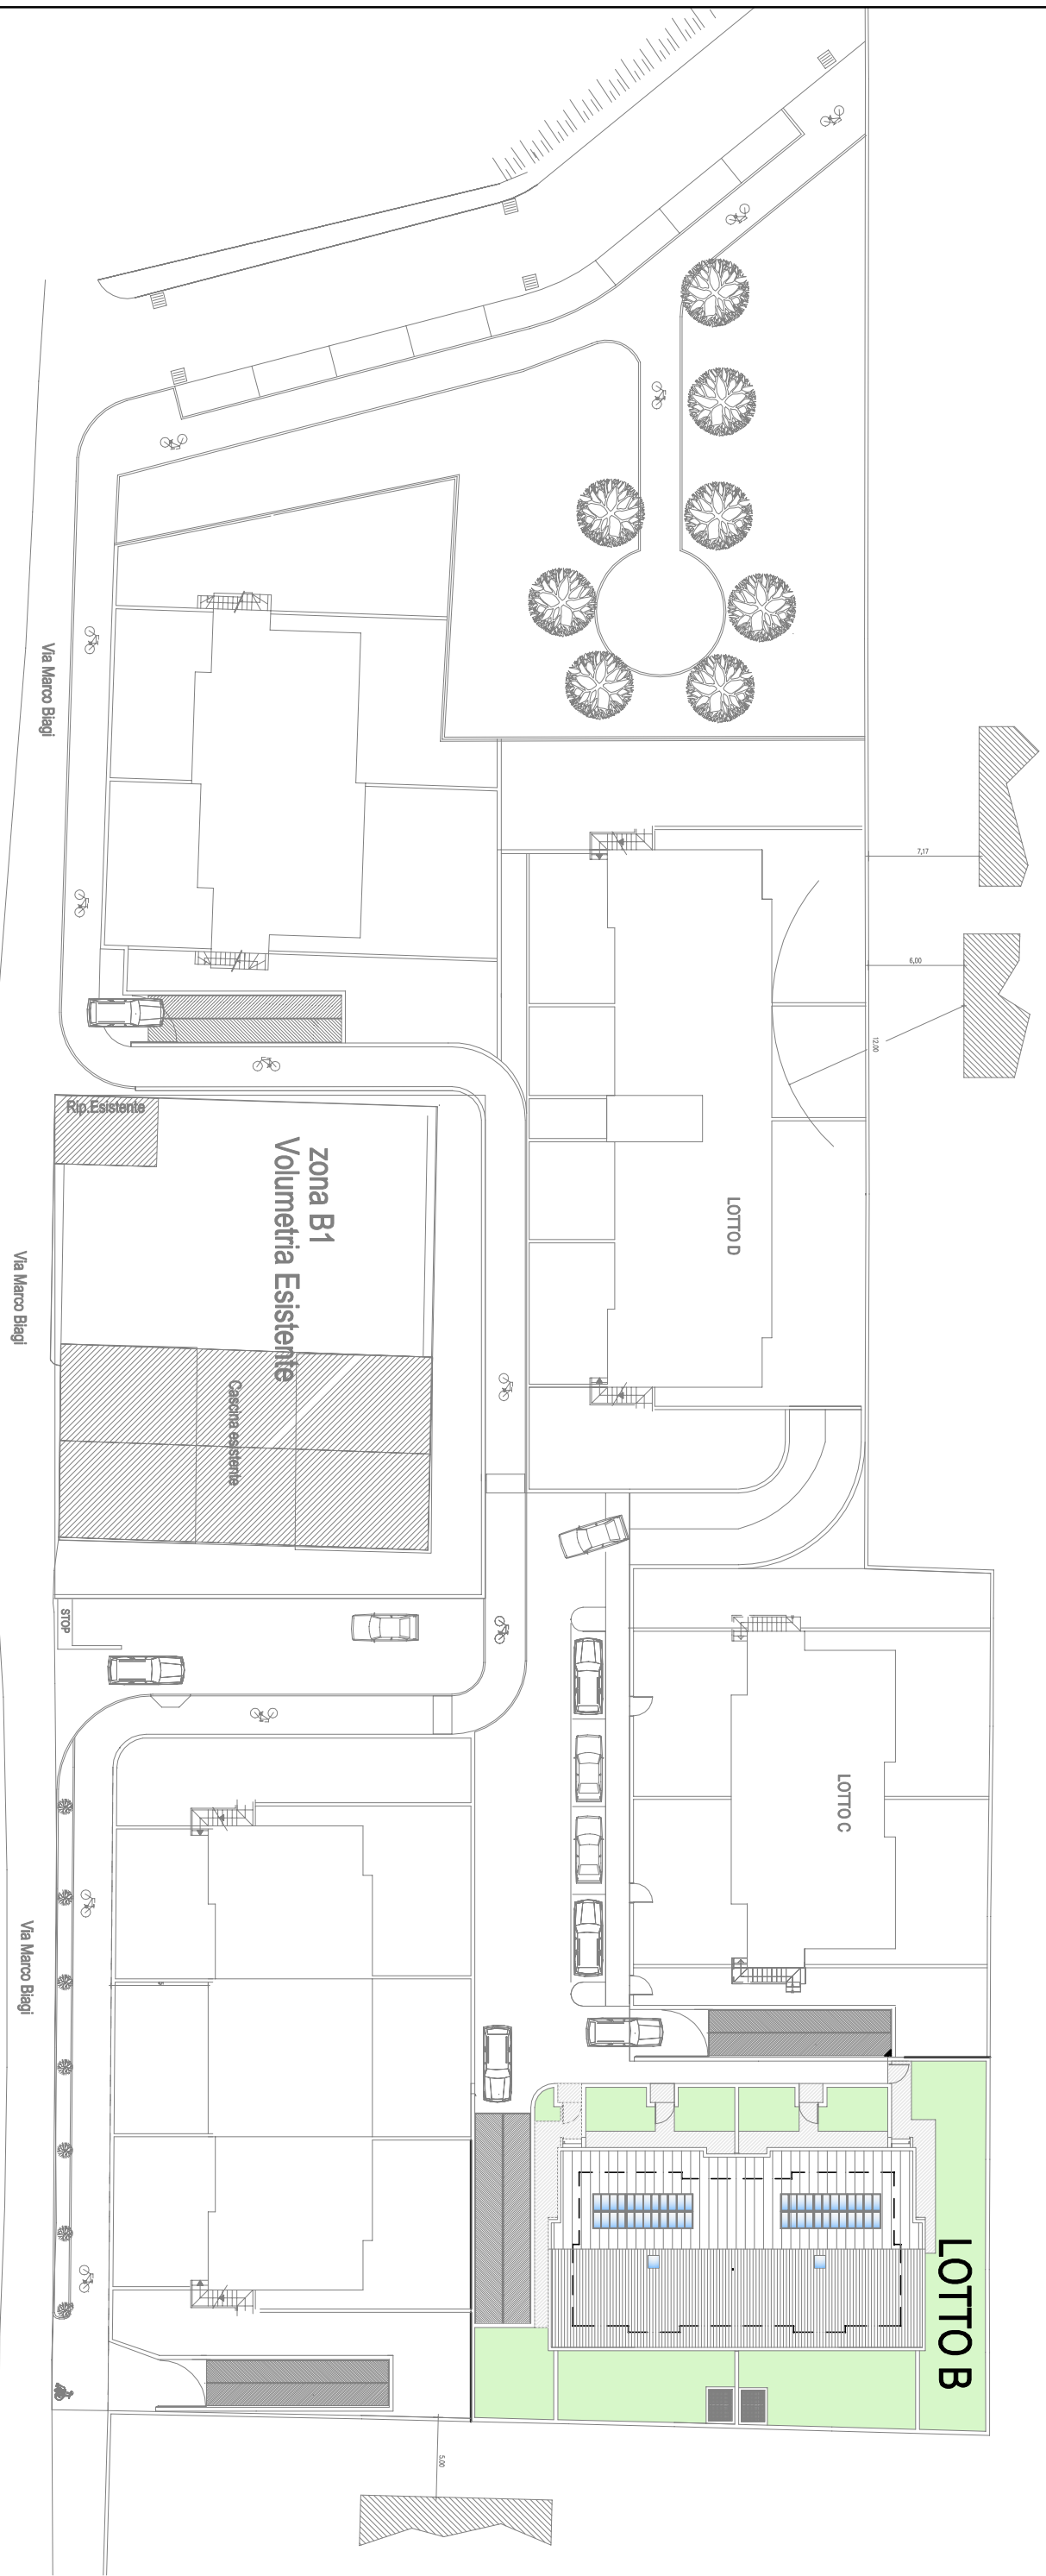 7,17
6,00
12,00
Via Marco Biagi
Rip.Esistente
zona B1
Volumetria Esistente
LOTTO D
Via Marco Biagi
Cascina esistente
STOP
LOTTO C
Via Marco Biagi
LOTTO B
5,00